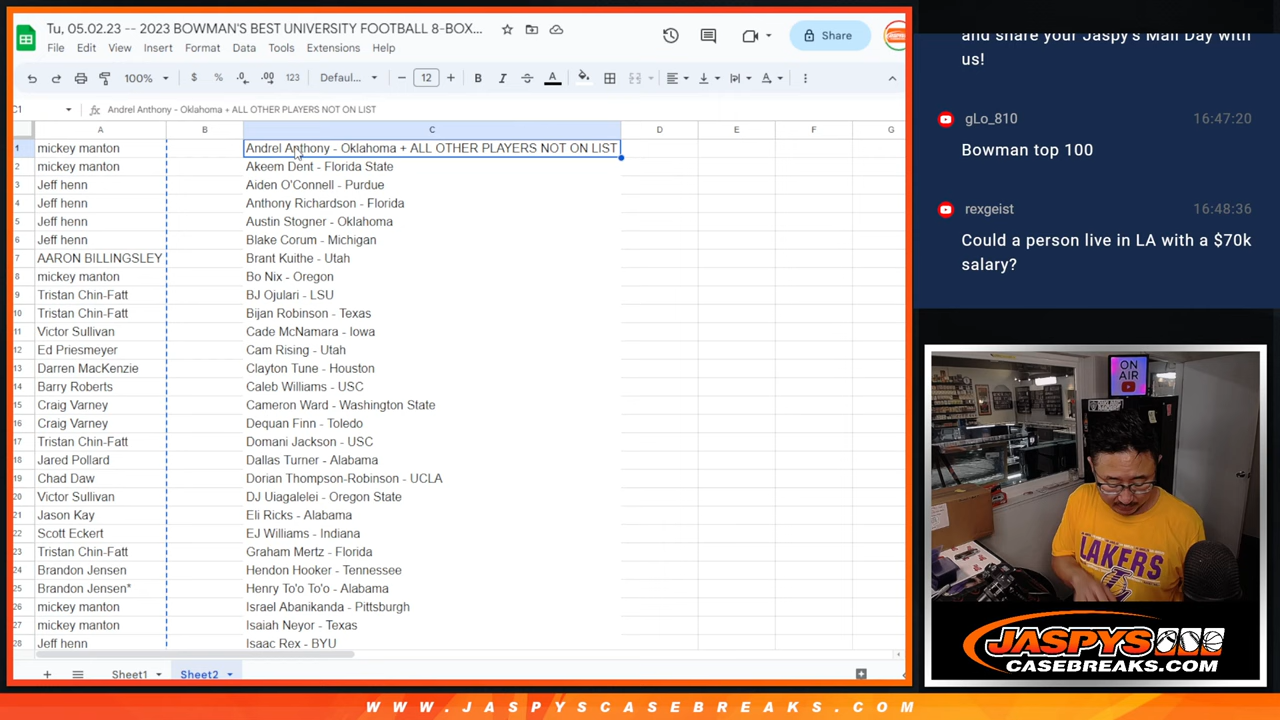 Tu, 05.02.23 -- 2023 BOWMAN'S BEST UNIVERSITY FOOTBALL 8-BOX...
File Edit View Insert Format Data Tools Extensions Help
Share
100% $ % .0 .00 123 Defaul... 12 B I A
C1 fx Andrel Anthony - Oklahoma + ALL OTHER PLAYERS NOT ON LIST
A B C D E F G
1 mickey manton Andrel Anthony - Oklahoma + ALL OTHER PLAYERS NOT ON LIST
2 mickey manton Akeem Dent - Florida State
3 Jeff henn Aiden O'Connell - Purdue
4 Jeff henn Anthony Richardson - Florida
5 Jeff henn Austin Stogner - Oklahoma
6 Jeff henn Blake Corum - Michigan
7 AARON BILLINGSLEY Brant Kuithe - Utah
8 mickey manton Bo Nix - Oregon
9 Tristan Chin-Fatt BJ Ojulari - LSU
10 Tristan Chin-Fatt Bijan Robinson - Texas
11 Victor Sullivan Cade McNamara - Iowa
12 Ed Priesmeyer Cam Rising - Utah
13 Darren MacKenzie Clayton Tune - Houston
14 Barry Roberts Caleb Williams - USC
15 Craig Varney Cameron Ward - Washington State
16 Craig Varney Dequan Finn - Toledo
17 Tristan Chin-Fatt Domani Jackson - USC
18 Jared Pollard Dallas Turner - Alabama
19 Chad Daw Dorian Thompson-Robinson - UCLA
20 Victor Sullivan DJ Uiagalelei - Oregon State
21 Jason Kay Eli Ricks - Alabama
22 Scott Eckert EJ Williams - Indiana
23 Tristan Chin-Fatt Graham Mertz - Florida
24 Brandon Jensen Hendon Hooker - Tennessee
25 Brandon Jensen* Henry To'o To'o - Alabama
26 mickey manton Israel Abanikanda - Pittsburgh
27 mickey manton Isaiah Neyor - Texas
28 Jeff henn Isaac Rex - BYU
Sheet1 Sheet2
and share your Jaspy's Mail Day with
us!
gLo_810 16:47:20
Bowman top 100
rexgeist 16:48:36
Could a person live in LA with a $70k
salary?
ON
AIR
LAKERS
JASPYS
CASEBREAKS.COM
WWW.JASPYSCASEBREAKS.COM